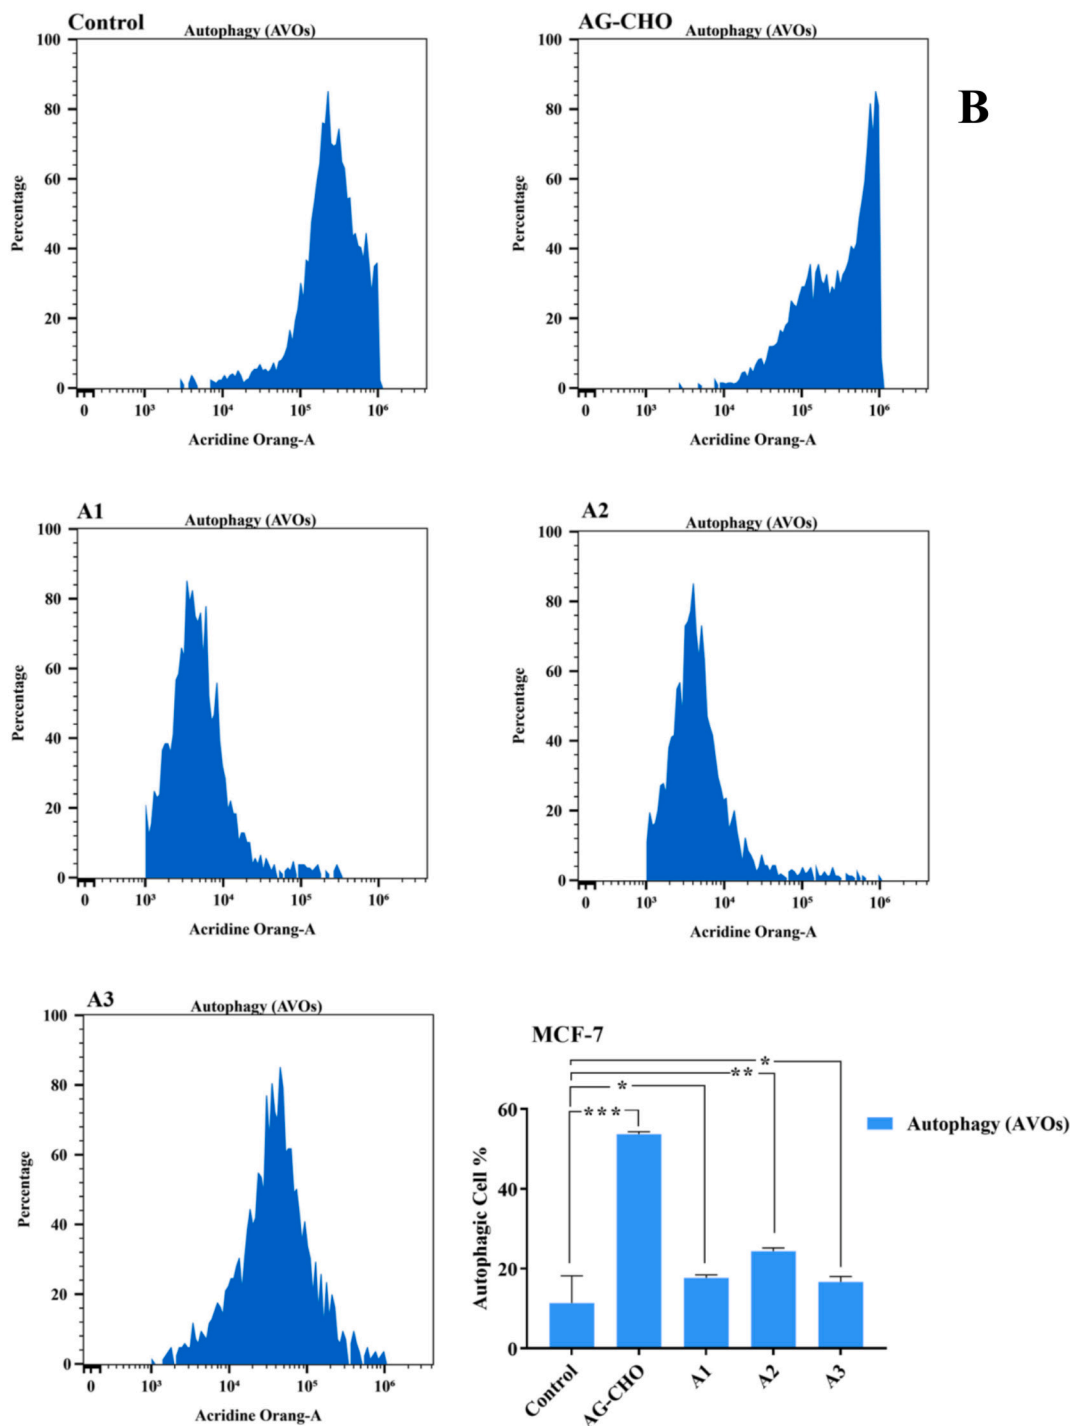 Control
Autophagy (AVOs)
100
80
60
40
20
0
Percentage
0 10³ 10⁴ 10⁵ 10⁶
Acridine Orang-A
AG-CHO
Autophagy (AVOs)
100
80
60
40
20
0
Percentage
0 10³ 10⁴ 10⁵ 10⁶
Acridine Orang-A
B
A1
Autophagy (AVOs)
100
80
60
40
20
0
Percentage
0 10³ 10⁴ 10⁵ 10⁶
Acridine Orang-A
A2
Autophagy (AVOs)
100
80
60
40
20
0
Percentage
0 10³ 10⁴ 10⁵ 10⁶
Acridine Orang-A
A3
Autophagy (AVOs)
100
80
60
40
20
0
Percentage
0 10³ 10⁴ 10⁵ 10⁶
Acridine Orang-A
MCF-7
*
**
*
***
60
40
20
0
Autophagic Cell %
Control AG-CHO A1 A2 A3
Autophagy (AVOs)